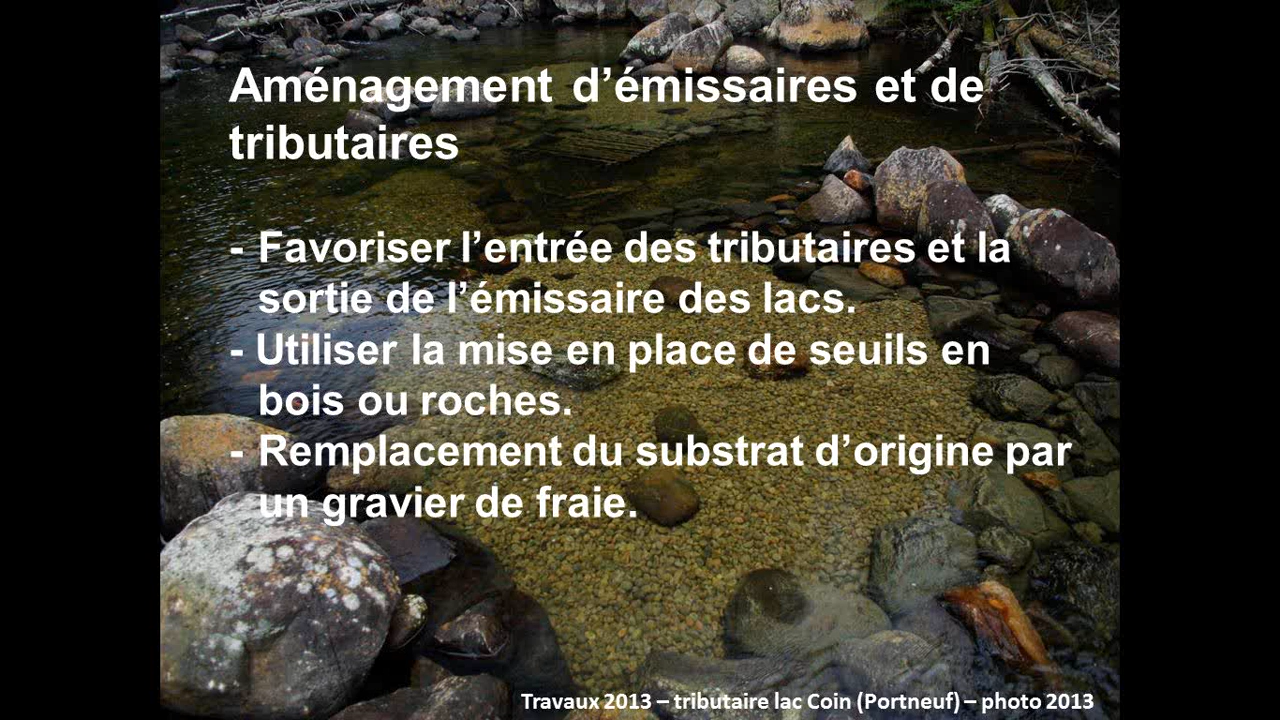 Aménagement d’émissaires et de
tributaires
- Favoriser l’entrée des tributaires et la
sortie de l’émissaire des lacs.
- Utiliser la mise en place de seuils en
bois ou roches.
- Remplacement du substrat d’origine par
un gravier de fraie.
Travaux 2013 – tributaire lac Coin (Portneuf) – photo 2013